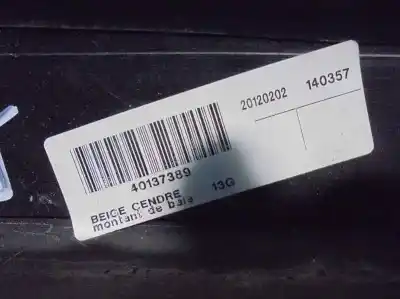 20120202 140357
40137389 13G
BEIGE CENDRE
montant de baie